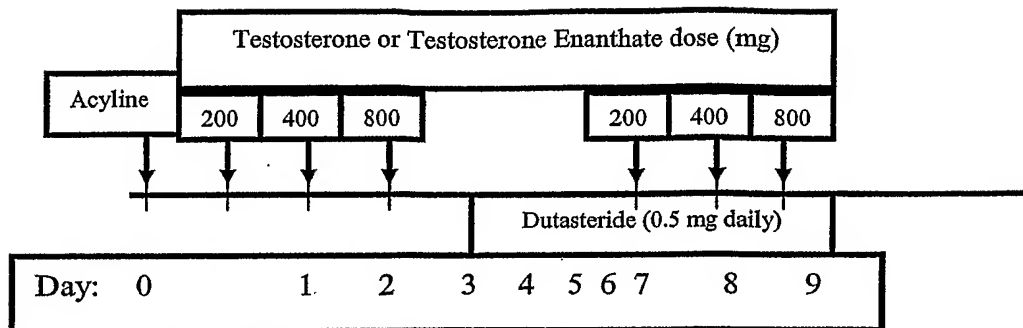 Testosterone or Testosterone Enanthate dose (mg)
Acyline
200 400 800 200 400 800
Dutasteride (0.5 mg daily)
Day: 0 1 2 3 4 5 6 7 8 9